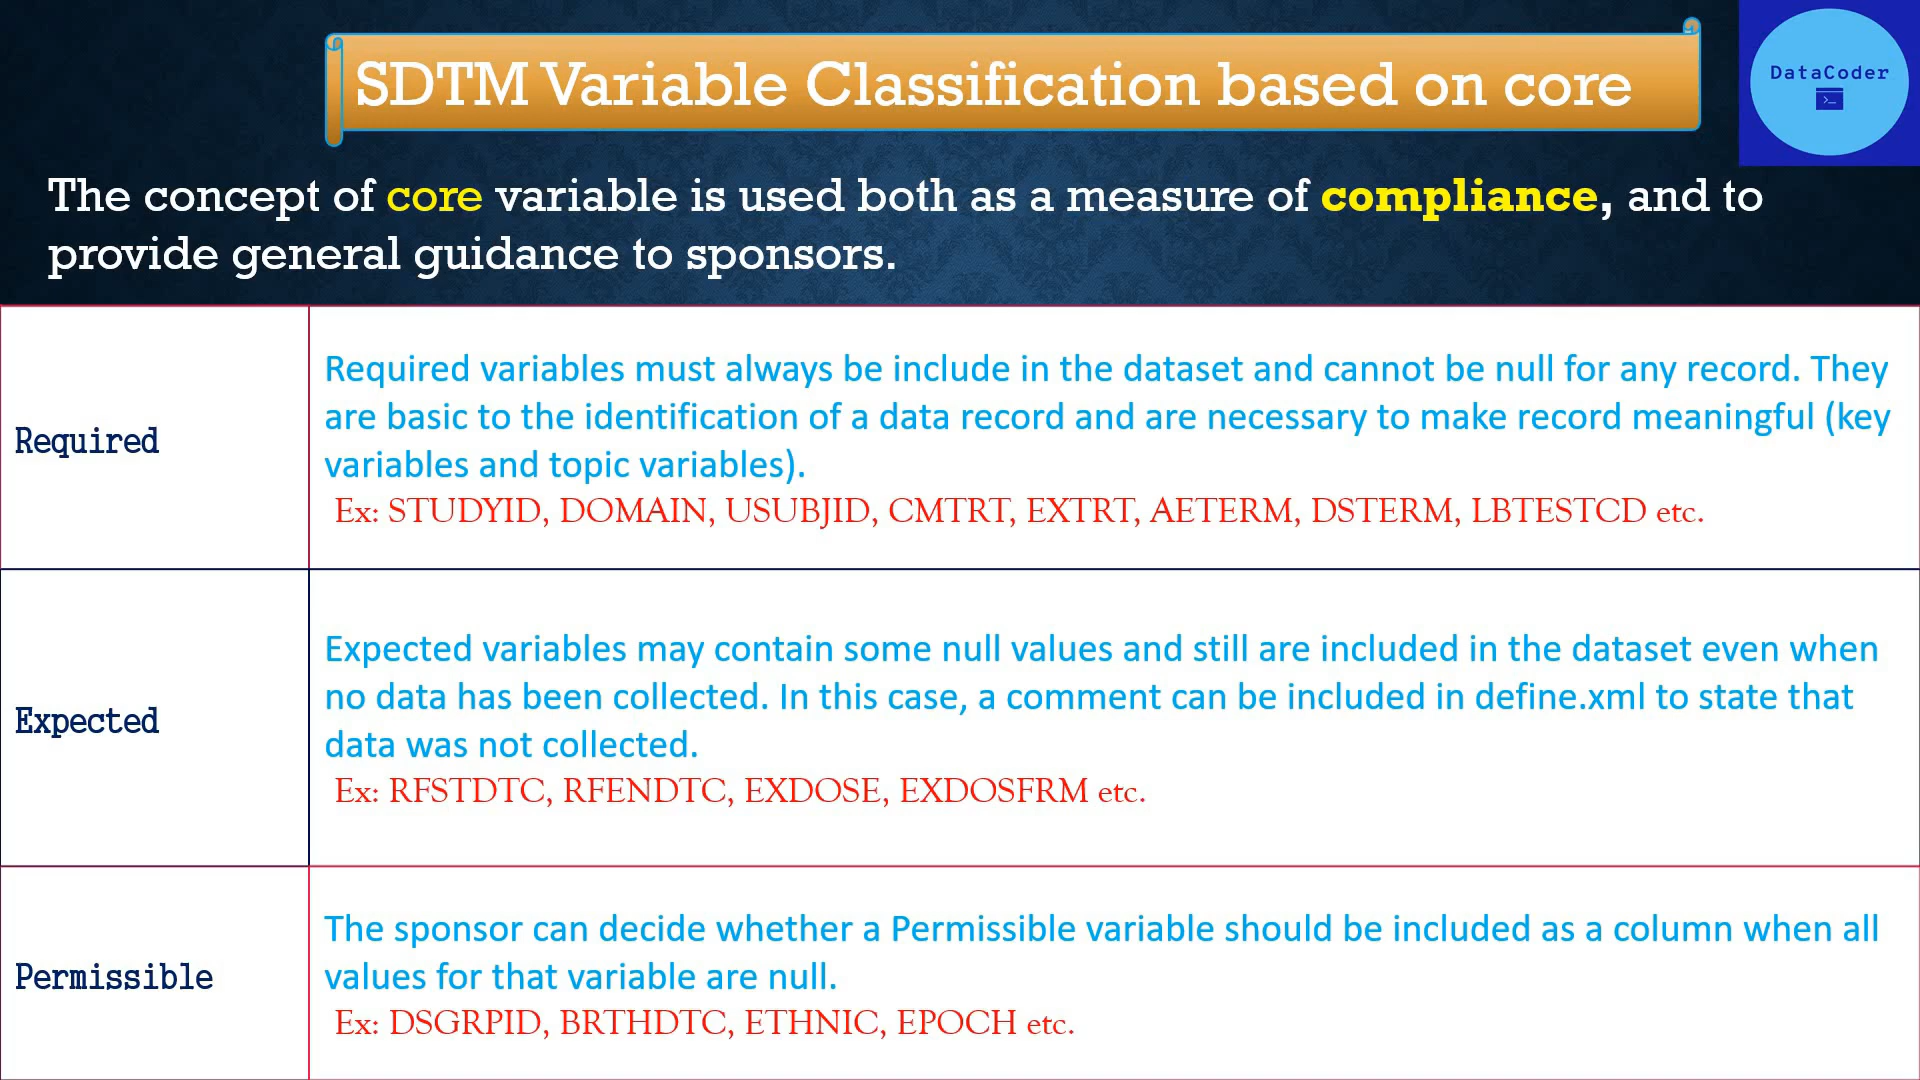 SDTM Variable Classification based on core
DataCoder
>_
The concept of core variable is used both as a measure of compliance, and to
provide general guidance to sponsors.
Required
Required variables must always be include in the dataset and cannot be null for any record. They
are basic to the identification of a data record and are necessary to make record meaningful (key
variables and topic variables).
Ex: STUDYID, DOMAIN, USUBJID, CMTRT, EXTRT, AETERM, DSTERM, LBTESTCD etc.
Expected
Expected variables may contain some null values and still are included in the dataset even when
no data has been collected. In this case, a comment can be included in define.xml to state that
data was not collected.
Ex: RFSTDTC, RFENDTC, EXDOSE, EXDOSFRM etc.
Permissible
The sponsor can decide whether a Permissible variable should be included as a column when all
values for that variable are null.
Ex: DSGRPID, BRTHDTC, ETHNIC, EPOCH etc.